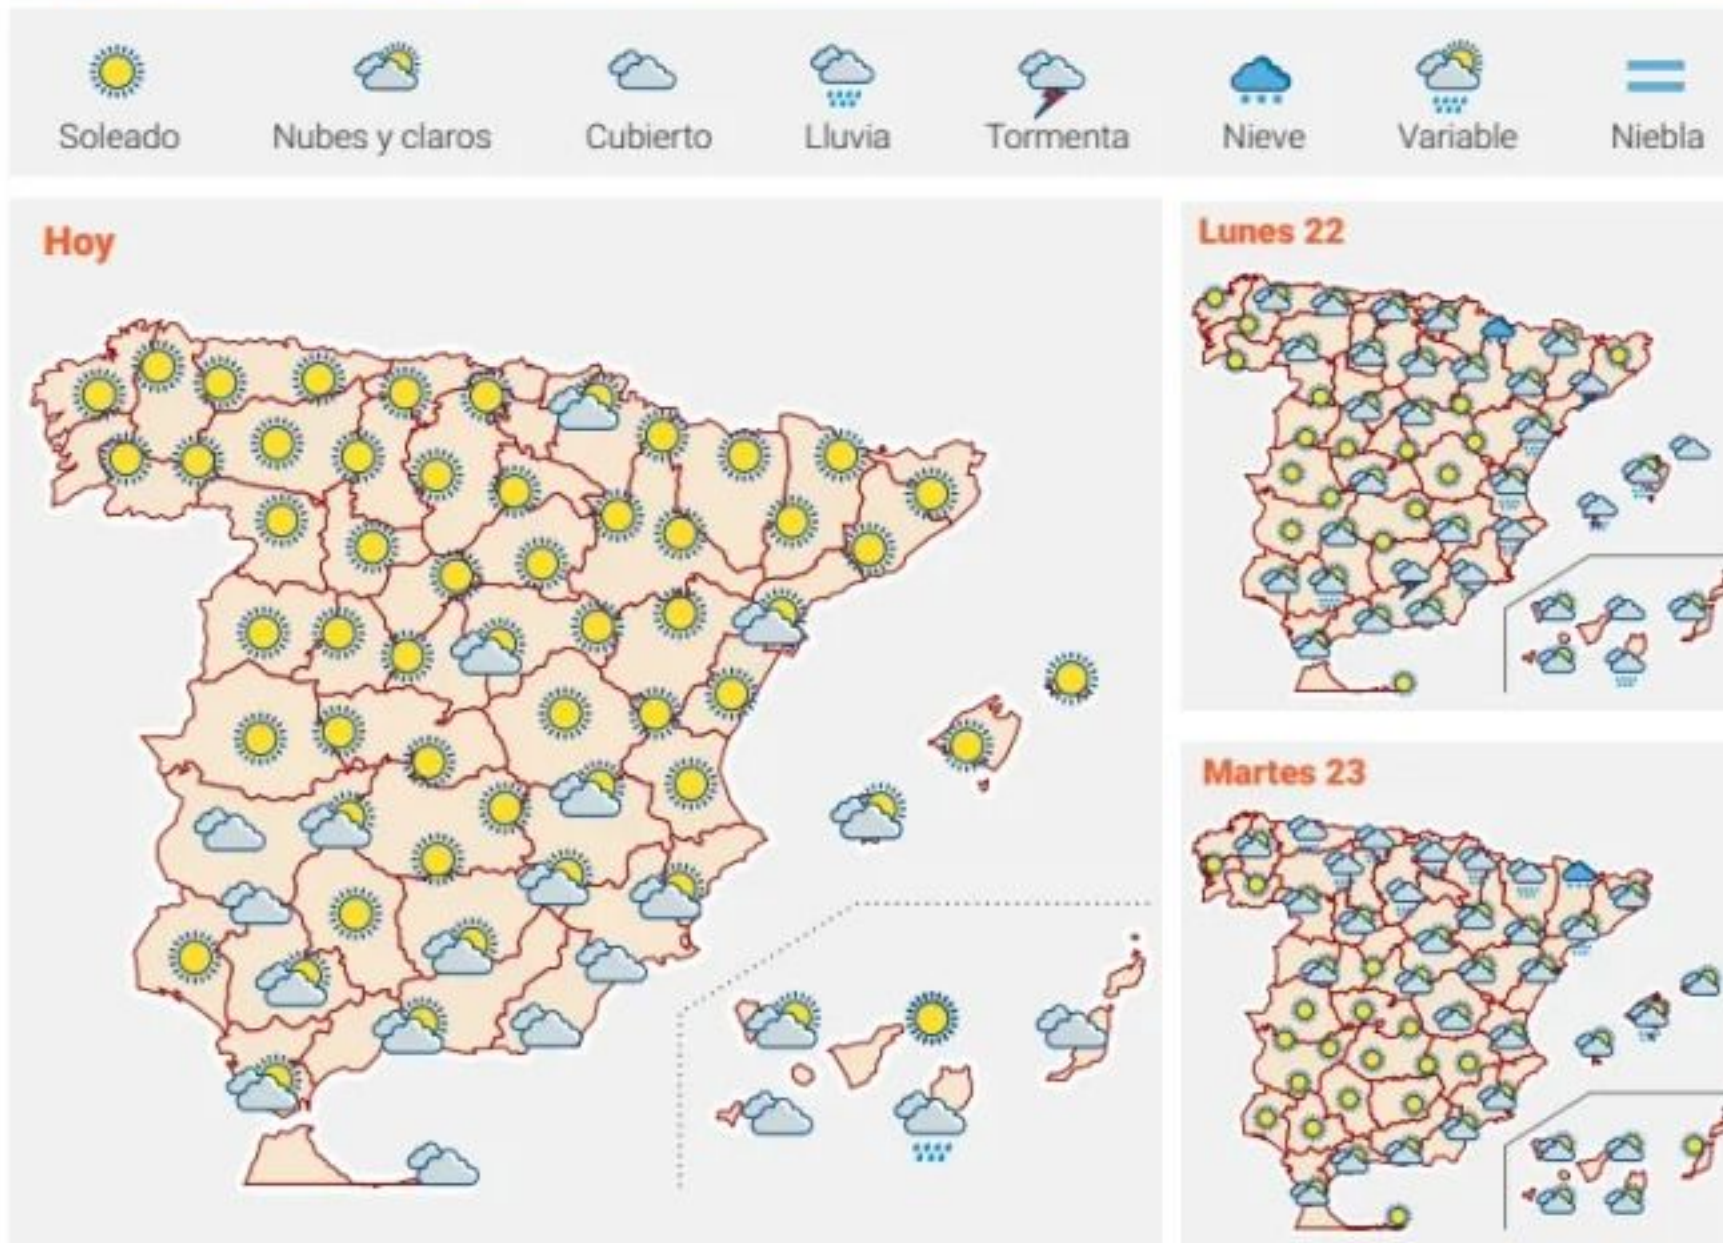 Soleado
Nubes y claros
Cubierto
Lluvia
Tormenta
Nieve
Variable
Niebla
Hoy
Lunes 22
Martes 23